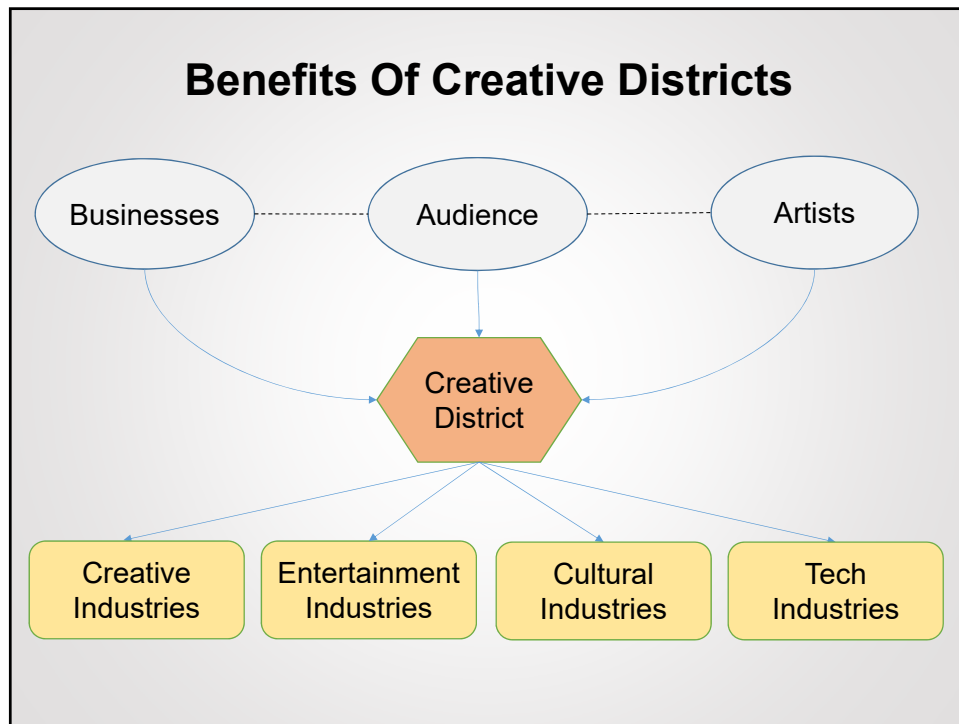 Benefits Of Creative Districts
Businesses
Audience
Artists
Creative
District
Creative
Industries
Entertainment
Industries
Cultural
Industries
Tech
Industries